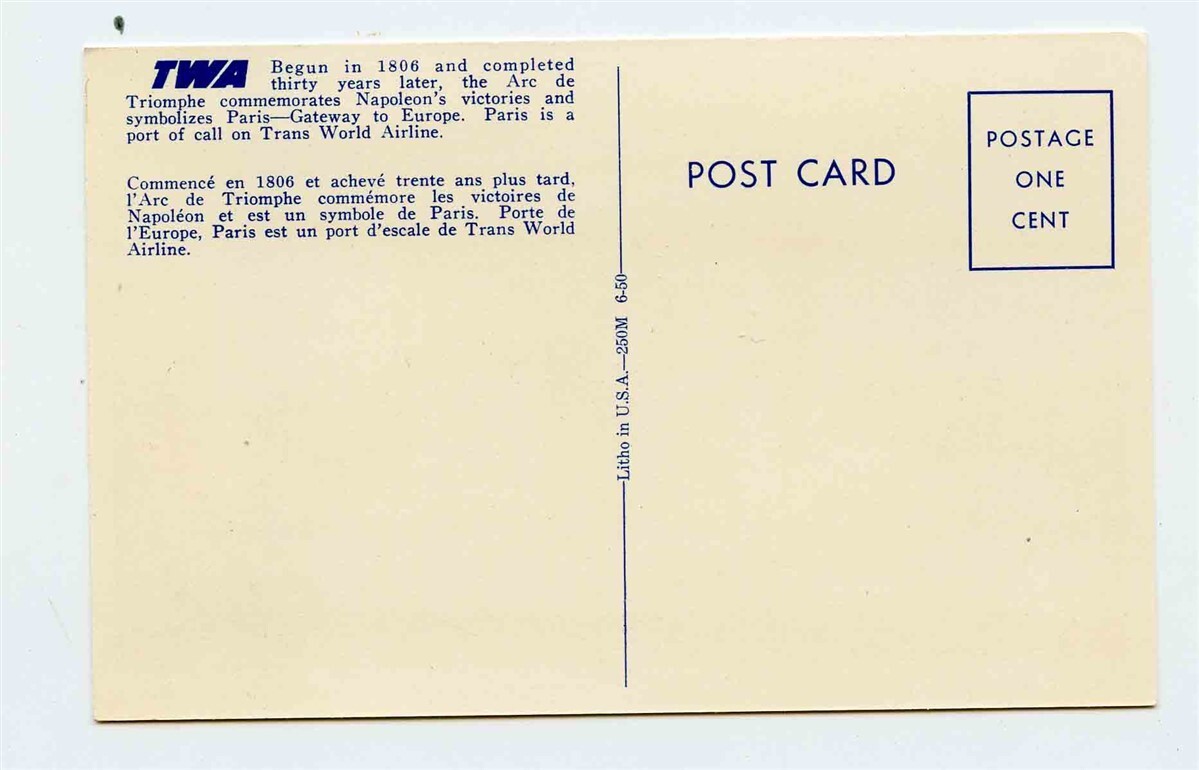 TWA Begun in 1806 and completed
thirty years later, the Arc de
Triomphe commemorates Napoleon's victories and
symbolizes Paris—Gateway to Europe. Paris is a
port of call on Trans World Airline.
Commencé en 1806 et achevé trente ans plus tard,
l'Arc de Triomphe commémore les victoires de
Napoléon et est un symbole de Paris. Porte de
l'Europe, Paris est un port d'escale de Trans World
Airline.
Litho in U.S.A.—250M 6-50
POST CARD
POSTAGE
ONE
CENT